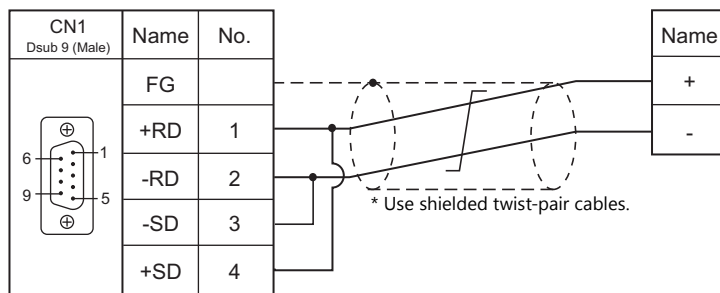 CN1
Dsub 9 (Male)
Name
No.
Name
FG
+
+RD
1
-
-RD
2
-SD
3
+SD
4
6
1
9
5
* Use shielded twist-pair cables.